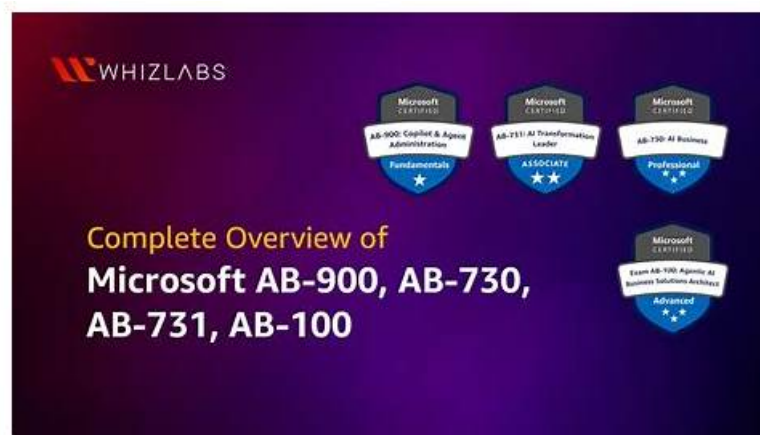 WHIZLABS
Microsoft
CERTIFIED
AB-900: Copilot & Agent
Administration
Fundamentals
Microsoft
CERTIFIED
AB-731: AI Transformation
Leader
ASSOCIATE
Microsoft
CERTIFIED
AB-730: AI Business
Professional
Complete Overview of
Microsoft AB-900, AB-730,
AB-731, AB-100
Microsoft
CERTIFIED
Exam AB-100: Agentic AI
Business Solutions Architect
Advanced